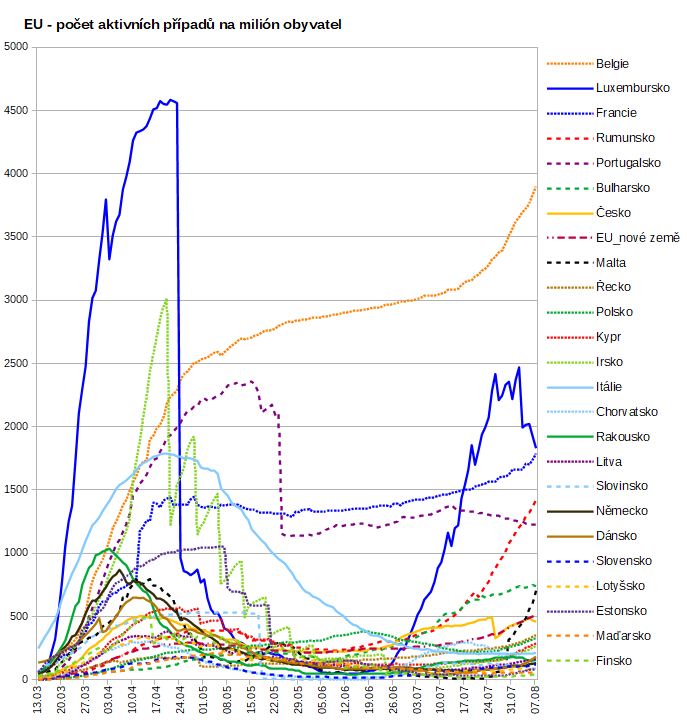 EU - počet aktivních případů na milión obyvatel
5000
4500
4000
3500
3000
2500
2000
1500
1000
500
0
13.03
20.03
27.03
03.04
10.04
17.04
24.04
01.05
08.05
15.05
22.05
29.05
05.06
12.06
19.06
26.06
03.07
10.07
17.07
24.07
31.07
07.08
Belgie
Luxembursko
Francie
Rumunsko
Portugalsko
Bulharsko
Česko
EU_nové země
Malta
Řecko
Polsko
Kypr
Irsko
Itálie
Chorvatsko
Rakousko
Litva
Slovinsko
Německo
Dánsko
Slovensko
Lotyšsko
Estonsko
Maďarsko
Finsko